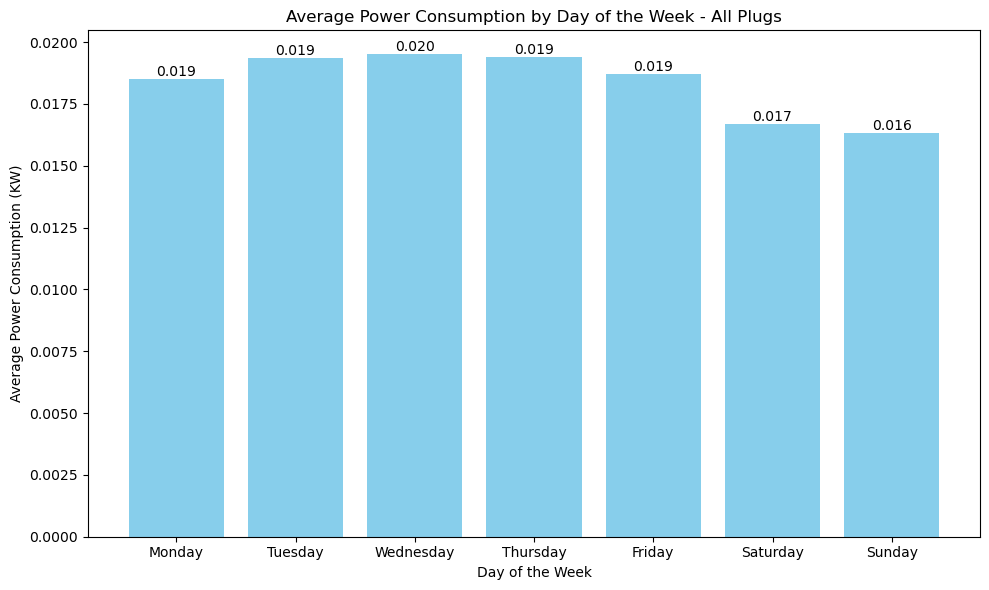 Average Power Consumption by Day of the Week - All Plugs
0.0200
0.0175
0.0150
0.0125
0.0100
0.0075
0.0050
0.0025
0.0000
Average Power Consumption (KW)
0.019
0.019
0.020
0.019
0.019
0.017
0.016
Monday
Tuesday
Wednesday
Thursday
Friday
Saturday
Sunday
Day of the Week